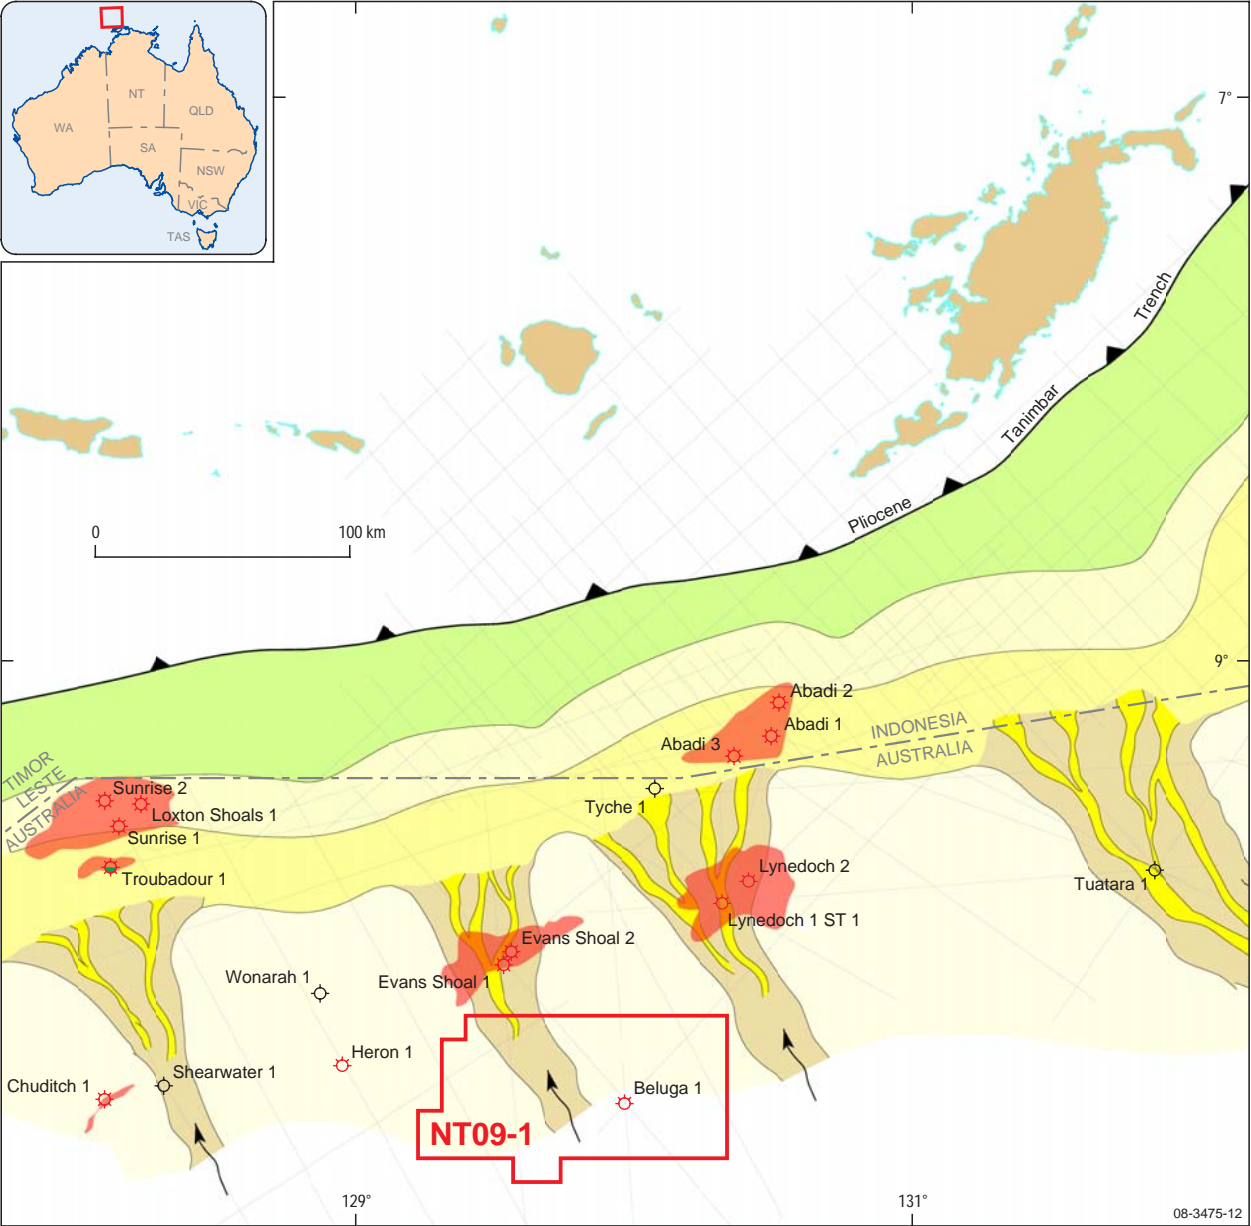 NT
QLD
WA
SA
NSW
VIC
TAS
7°
Trench
Tanimbar
Pliocene
0
100 km
9°
Abadi 2
Abadi 1
Abadi 3
INDONESIA
AUSTRALIA
TIMOR
LESTE
AUSTRALIA
Sunrise 2
Loxton Shoals 1
Sunrise 1
Tyche 1
Troubadour 1
Lynedoch 2
Tuatara 1
Lynedoch 1 ST 1
Evans Shoal 2
Wonarah 1
Evans Shoal 1
Heron 1
Shearwater 1
Chuditch 1
Beluga 1
NT09-1
129°
131°
08-3475-12